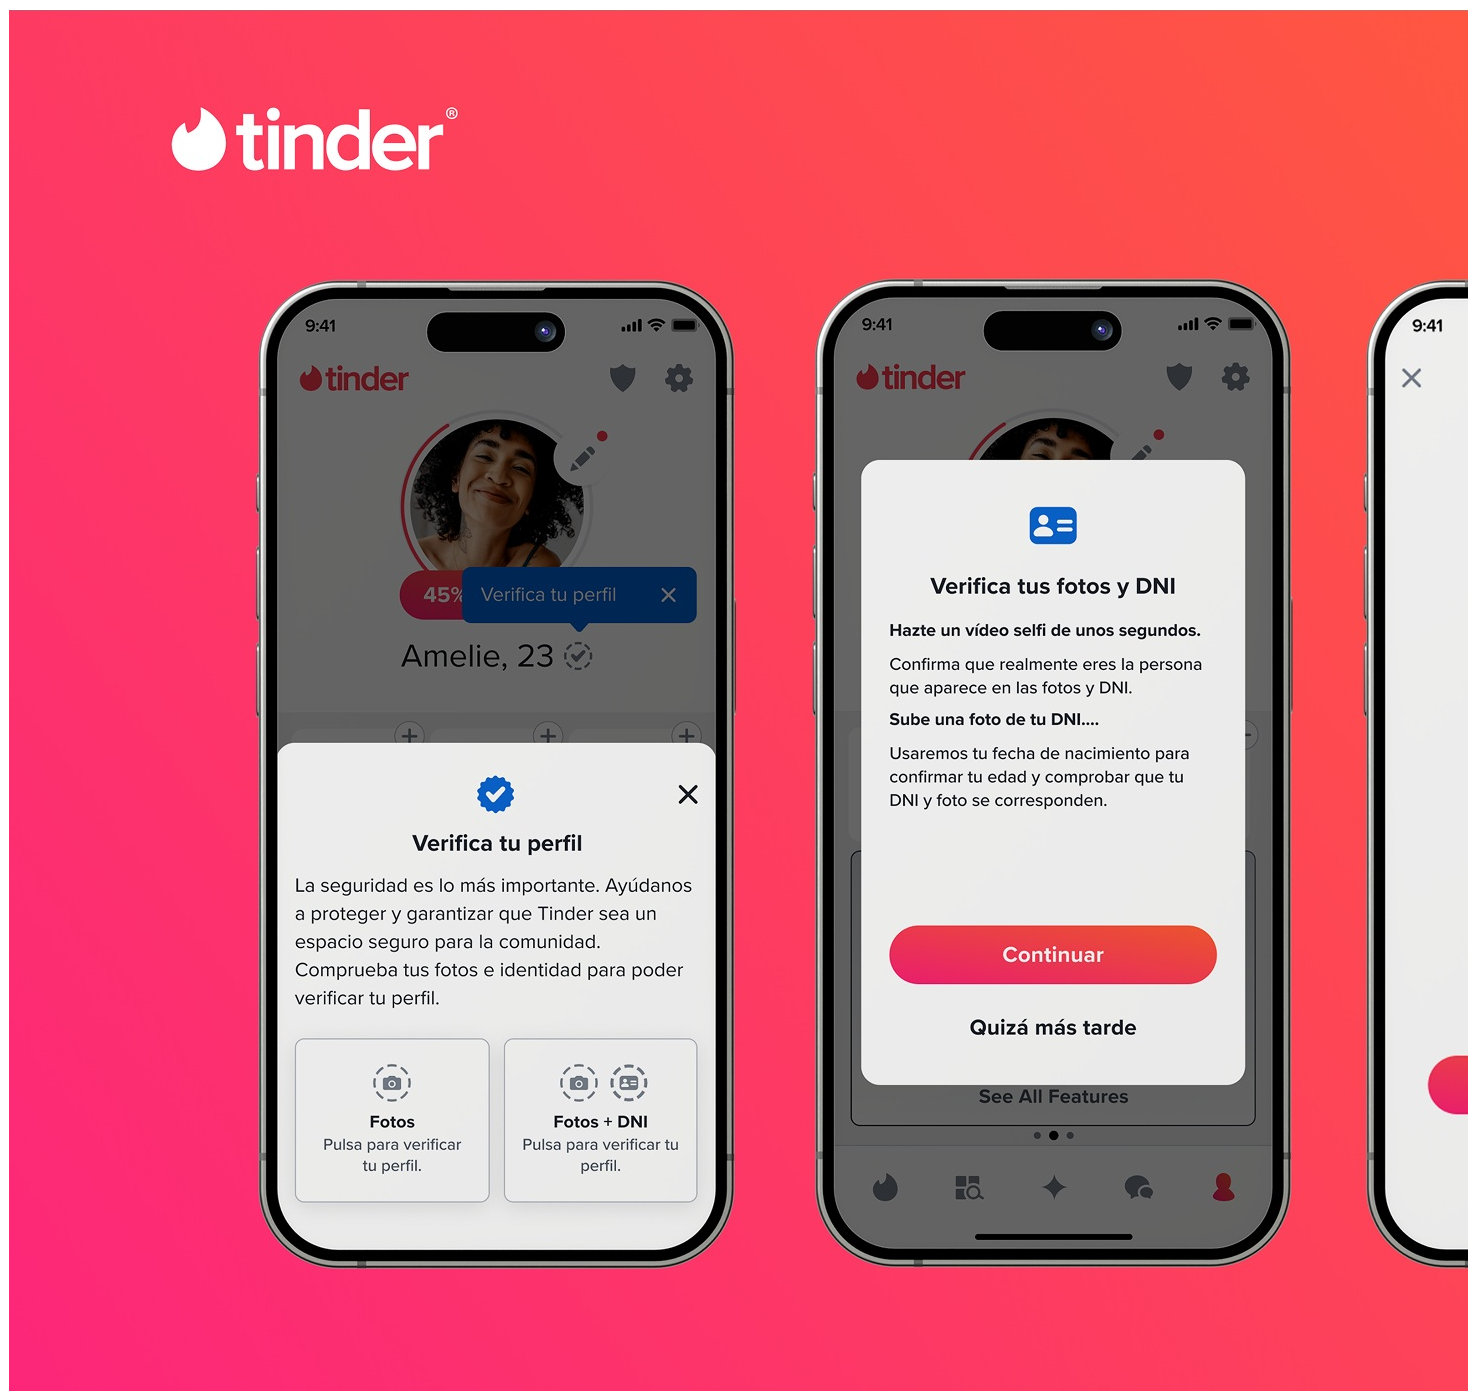 tinder®
9:41
tinder
45%
Verifica tu perfil
Amelie, 23
Verifica tu perfil
La seguridad es lo más importante. Ayúdanos
a proteger y garantizar que Tinder sea un
espacio seguro para la comunidad.
Comprueba tus fotos e identidad para poder
verificar tu perfil.
Fotos
Pulsa para verificar
tu perfil.
Fotos + DNI
Pulsa para verificar tu
perfil.
9:41
tinder
Verifica tus fotos y DNI
Hazte un vídeo selfi de unos segundos.
Confirma que realmente eres la persona
que aparece en las fotos y DNI.
Sube una foto de tu DNI....
Usaremos tu fecha de nacimiento para
confirmar tu edad y comprobar que tu
DNI y foto se corresponden.
Continuar
Quizá más tarde
See All Features
9:41